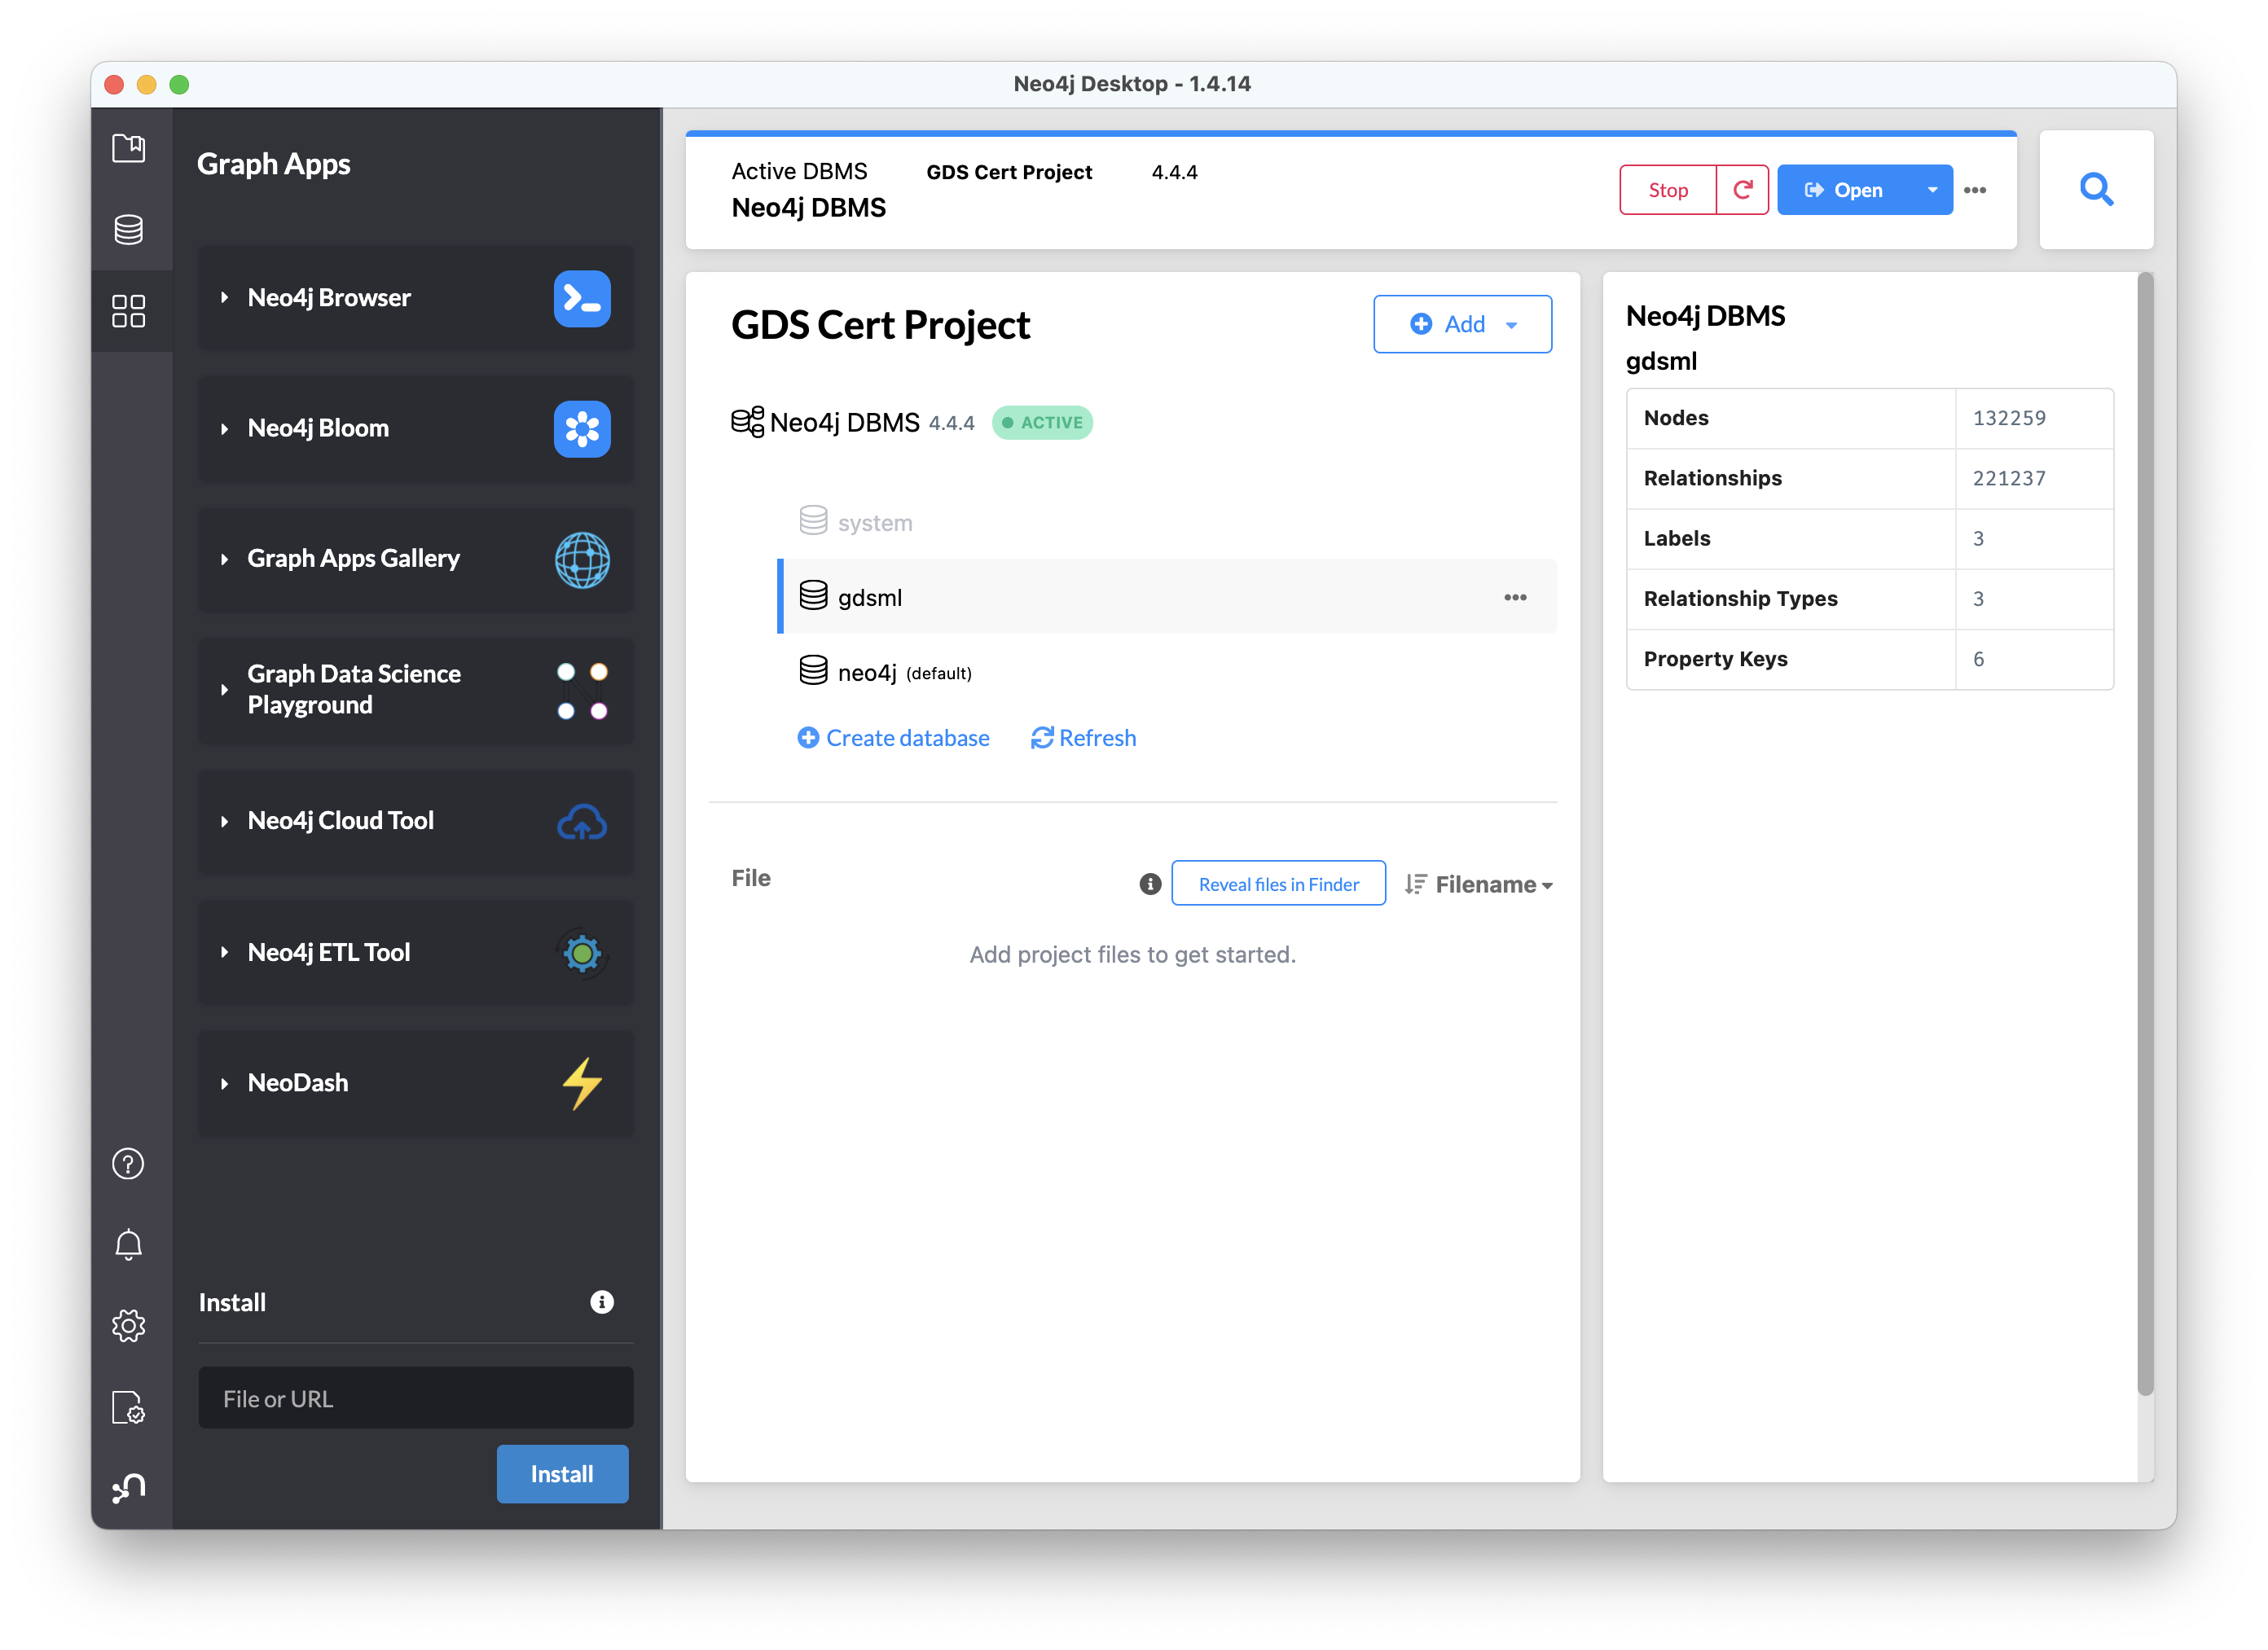 Neo4j Desktop - 1.4.14
Graph Apps
Neo4j Browser
Neo4j Bloom
Graph Apps Gallery
Graph Data Science
Playground
Neo4j Cloud Tool
Neo4j ETL Tool
NeoDash
Install
File or URL
Install
Active DBMS
Neo4j DBMS
GDS Cert Project
4.4.4
Stop
Open
GDS Cert Project
Add
Neo4j DBMS 4.4.4 ACTIVE
system
gdsml
neo4j (default)
Create database Refresh
File
Reveal files in Finder
Filename
Add project files to get started.
Neo4j DBMS
gdsml
Nodes 132259
Relationships 221237
Labels 3
Relationship Types 3
Property Keys 6